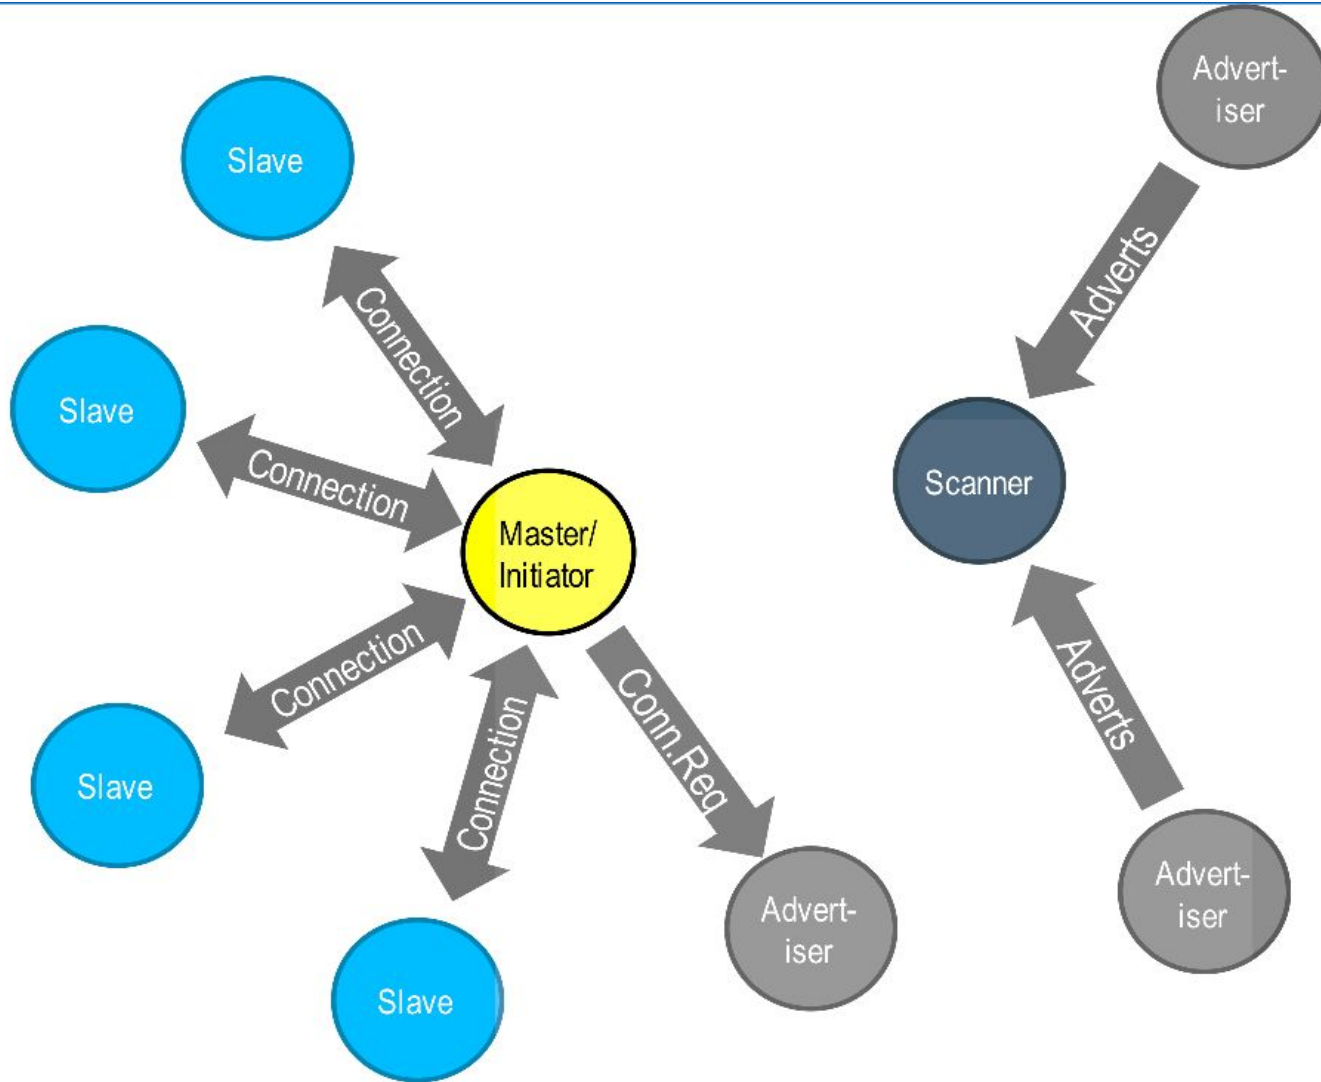 Advert-
iser
Slave
Adverts
Connection
Slave
Connection
Scanner
Master/
Initiator
Connection
Connection
Conn.Req
Adverts
Slave
Advert-
iser
Advert-
iser
Slave